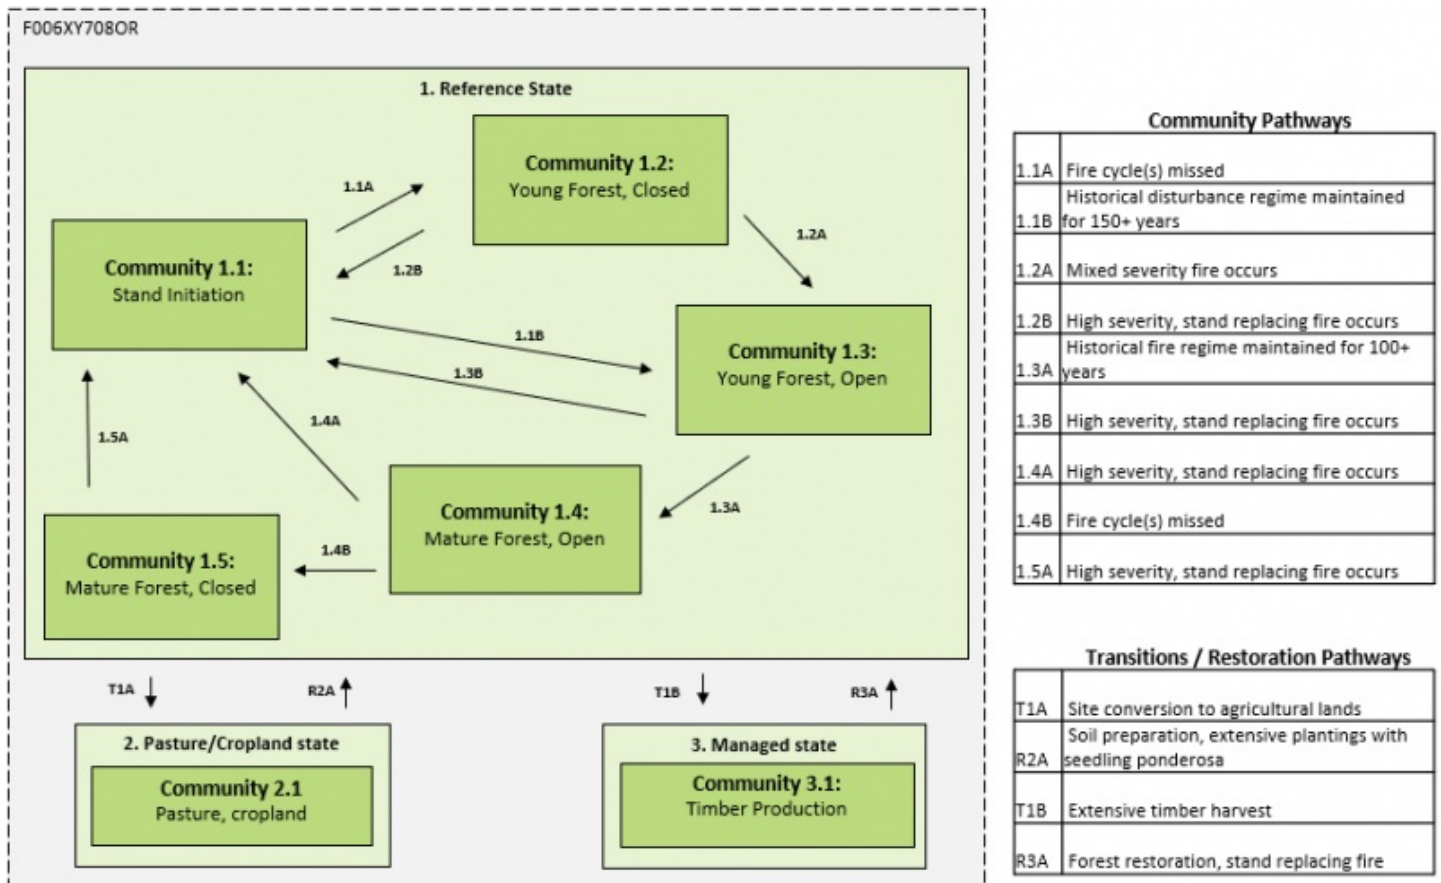 F006XY708OR
1. Reference State
Community 1.2:
Young Forest, Closed
1.1A
1.2A
Community 1.1:
Stand Initiation
1.2B
1.1B
Community 1.3:
Young Forest, Open
1.3B
1.4A
1.5A
Community 1.4:
Mature Forest, Open
1.3A
Community 1.5:
Mature Forest, Closed
1.4B
T1A
R2A
T1B
R3A
2. Pasture/Cropland state
Community 2.1
Pasture, cropland
3. Managed state
Community 3.1:
Timber Production
Community Pathways
1.1A Fire cycle(s) missed
Historical disturbance regime maintained
1.1B for 150+ years
1.2A Mixed severity fire occurs
1.2B High severity, stand replacing fire occurs
Historical fire regime maintained for 100+
1.3A years
1.3B High severity, stand replacing fire occurs
1.4A High severity, stand replacing fire occurs
1.4B Fire cycle(s) missed
1.5A High severity, stand replacing fire occurs
Transitions / Restoration Pathways
T1A Site conversion to agricultural lands
Soil preparation, extensive plantings with
R2A seedling ponderosa
T1B Extensive timber harvest
R3A Forest restoration, stand replacing fire